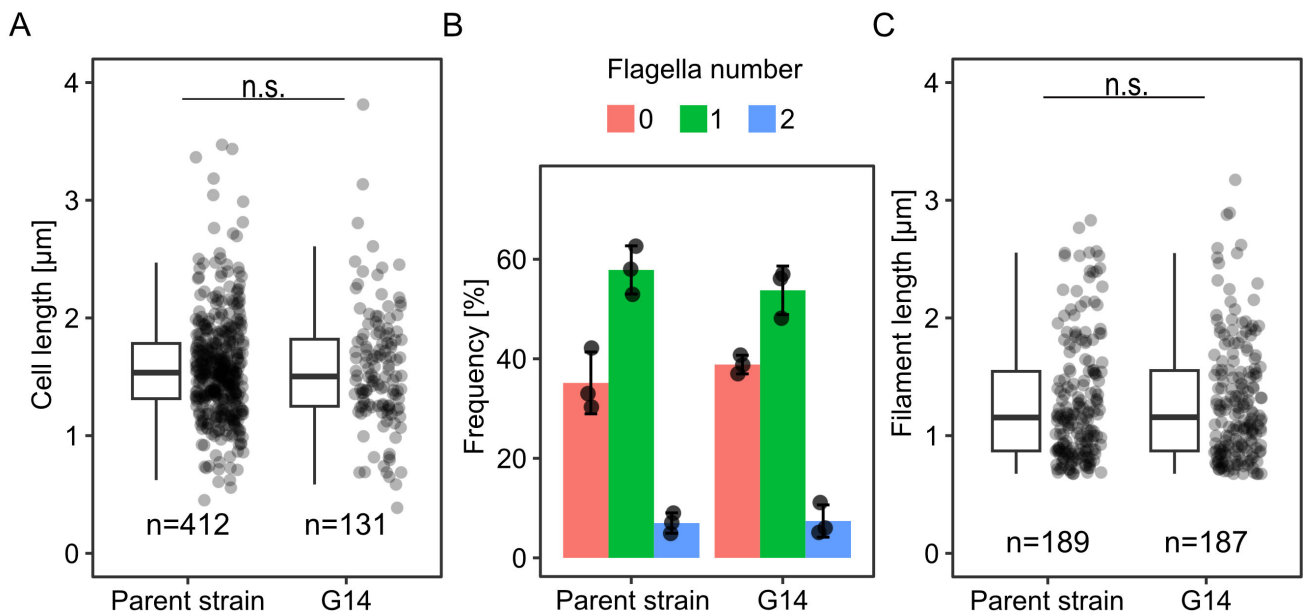 A
Cell length [µm]
4
3
2
1
0
n.s.
n=412
n=131
Parent strain
G14
B
Flagella number
0
1
2
Frequency [%]
60
40
20
0
Parent strain
G14
C
Filament length [µm]
4
3
2
1
0
n.s.
n=189
n=187
Parent strain
G14